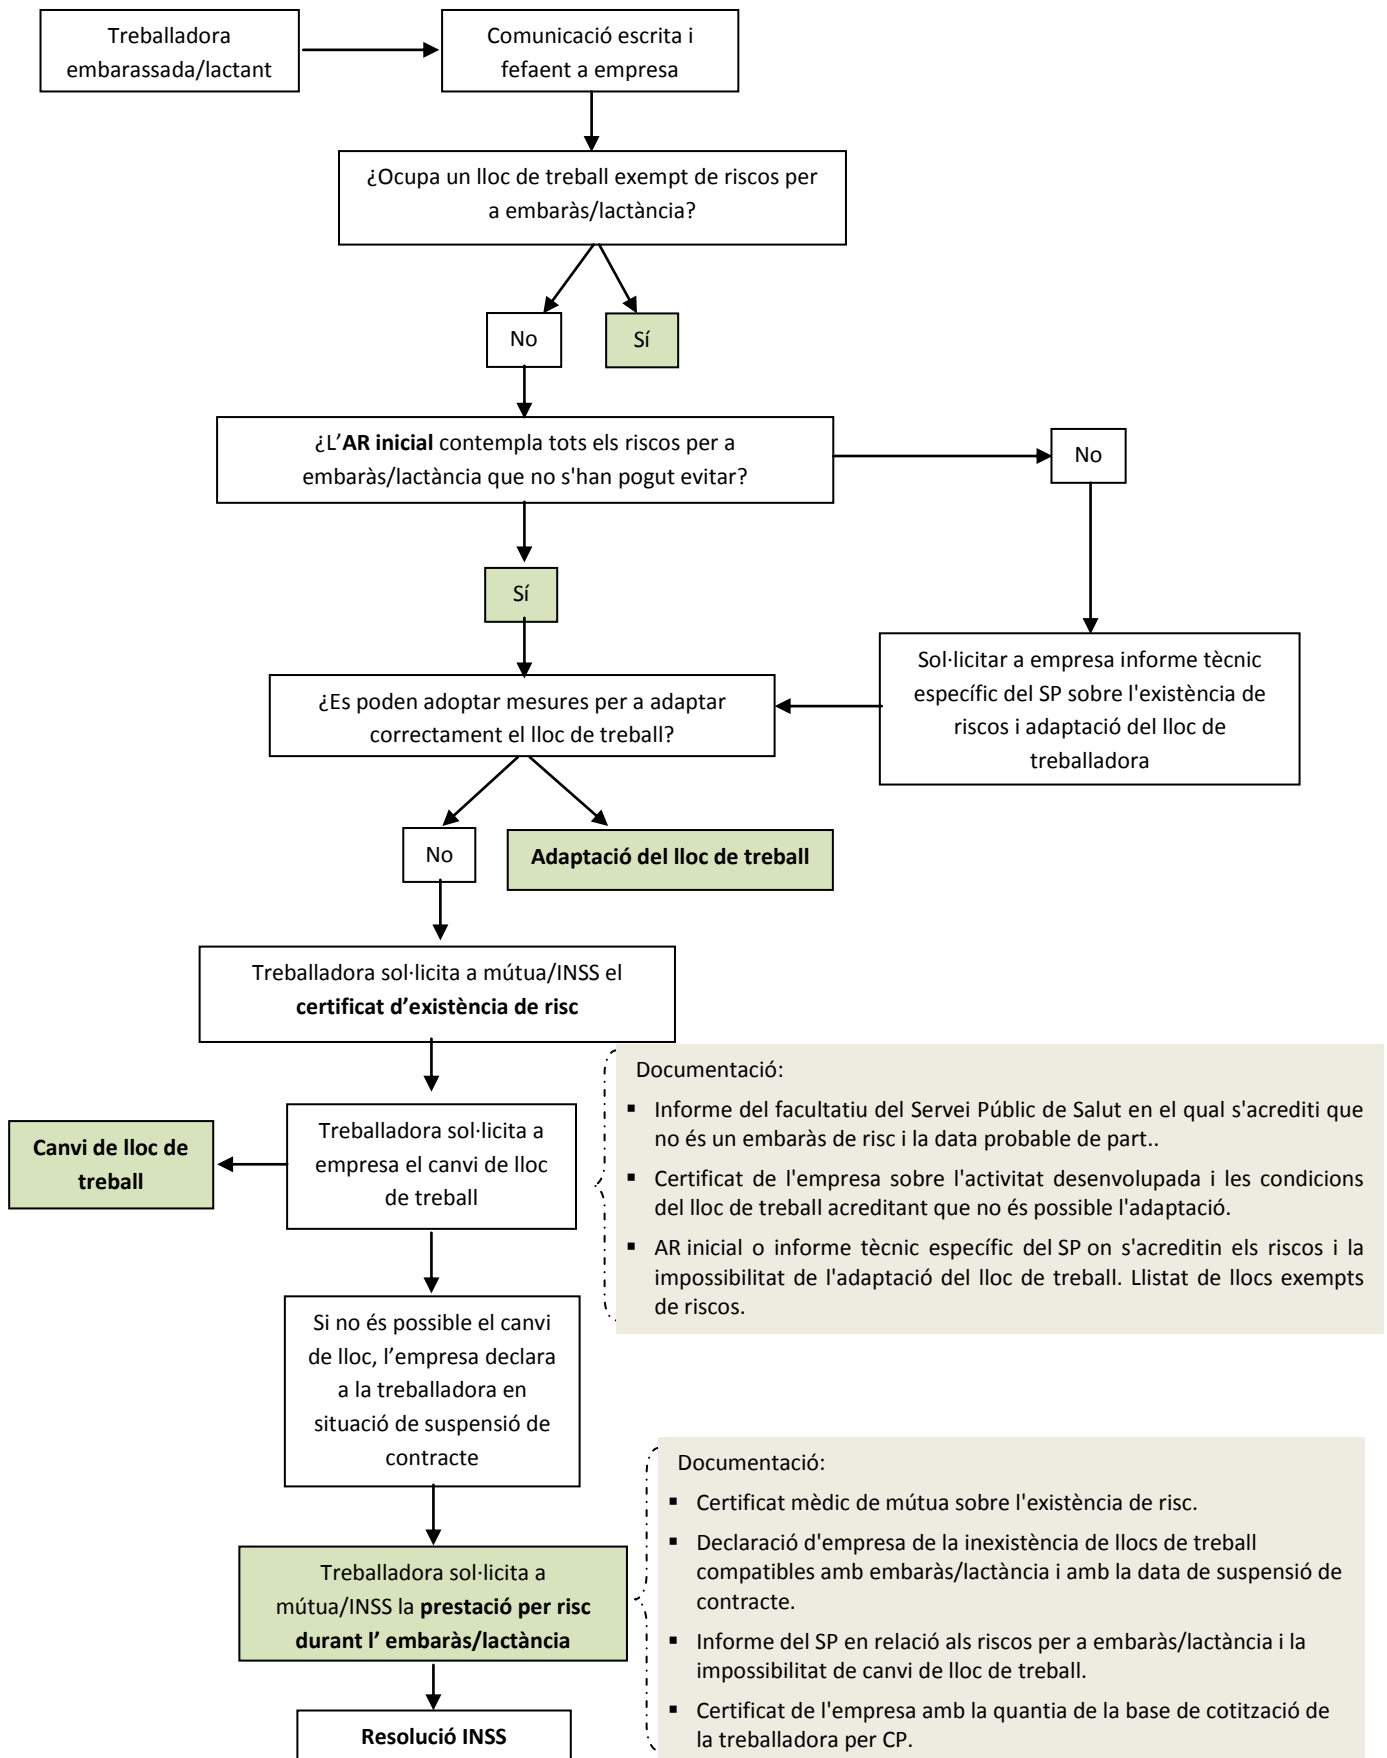 Treballadora
embarassada/lactant
Comunicació escrita i
fefaent a empresa
¿Ocupa un lloc de treball exempt de riscos per
a embaràs/lactància?
No
Sí
¿L’AR inicial contempla tots els riscos per a
embaràs/lactància que no s'han pogut evitar?
No
Sí
Sol·licitar a empresa informe tècnic
específic del SP sobre l'existència de
riscos i adaptació del lloc de
treballadora
¿Es poden adoptar mesures per a adaptar
correctament el lloc de treball?
No
Adaptació del lloc de treball
Treballadora sol·licita a mútua/INSS el
certificat d’existència de risc
Documentació:
▪ Informe del facultatiu del Servei Públic de Salut en el qual s'acrediti que
no és un embaràs de risc i la data probable de part..
▪ Certificat de l'empresa sobre l'activitat desenvolupada i les condicions
del lloc de treball acreditant que no és possible l'adaptació.
▪ AR inicial o informe tècnic específic del SP on s'acreditin els riscos i la
impossibilitat de l'adaptació del lloc de treball. Llistat de llocs exempts
de riscos.
Treballadora sol·licita a
empresa el canvi de lloc
de treball
Canvi de lloc de
treball
Si no és possible el canvi
de lloc, l’empresa declara
a la treballadora en
situació de suspensió de
contracte
Documentació:
▪ Certificat mèdic de mútua sobre l'existència de risc.
▪ Declaració d'empresa de la inexistència de llocs de treball
compatibles amb embaràs/lactància i amb la data de suspensió de
contracte.
▪ Informe del SP en relació als riscos per a embaràs/lactància i la
impossibilitat de canvi de lloc de treball.
▪ Certificat de l'empresa amb la quantia de la base de cotització de
la treballadora per CP.
Treballadora sol·licita a
mútua/INSS la prestació per risc
durant l’ embaràs/lactància
Resolució INSS